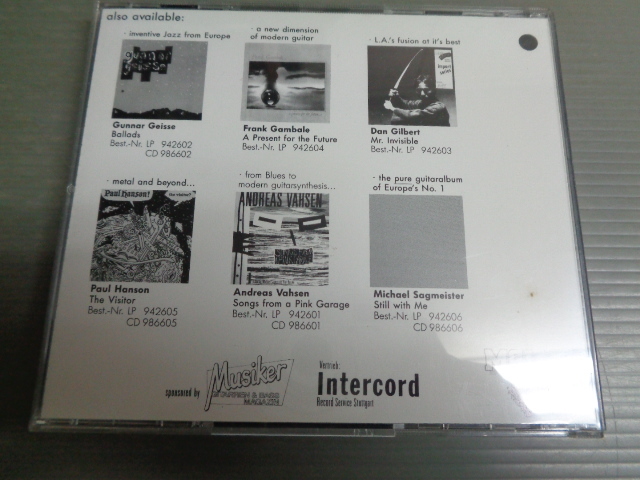 also available:
· inventive Jazz from Europe
Gunnar Geisse
Ballads
Best.-Nr. LP 942602
CD 986602
· a new dimension
of modern guitar
Frank Gambale
A Present for the Future
Best.-Nr. LP 942604
· L.A.'s fusion at it's best
Dan Gilbert
Mr. Invisible
Best.-Nr. LP 942603
· metal and beyond...
Paul Hanson!
Paul Hanson
The Visitor
Best.-Nr. LP 942605
CD 986605
· from Blues to
modern guitarsynthesis...
ANDREAS VAHSEN
Andreas Vahsen
Songs from a Pink Garage
Best.-Nr. LP 942601
CD 986601
· the pure guitaralbum
of Europe's No. 1
Michael Sagmeister
Still with Me
Best.-Nr. LP 942606
CD 986606
sponsored by
Musiker
GITARREN & BASS
MAGAZIN
Vertrieb:
Intercord
Record Service Stuttgart